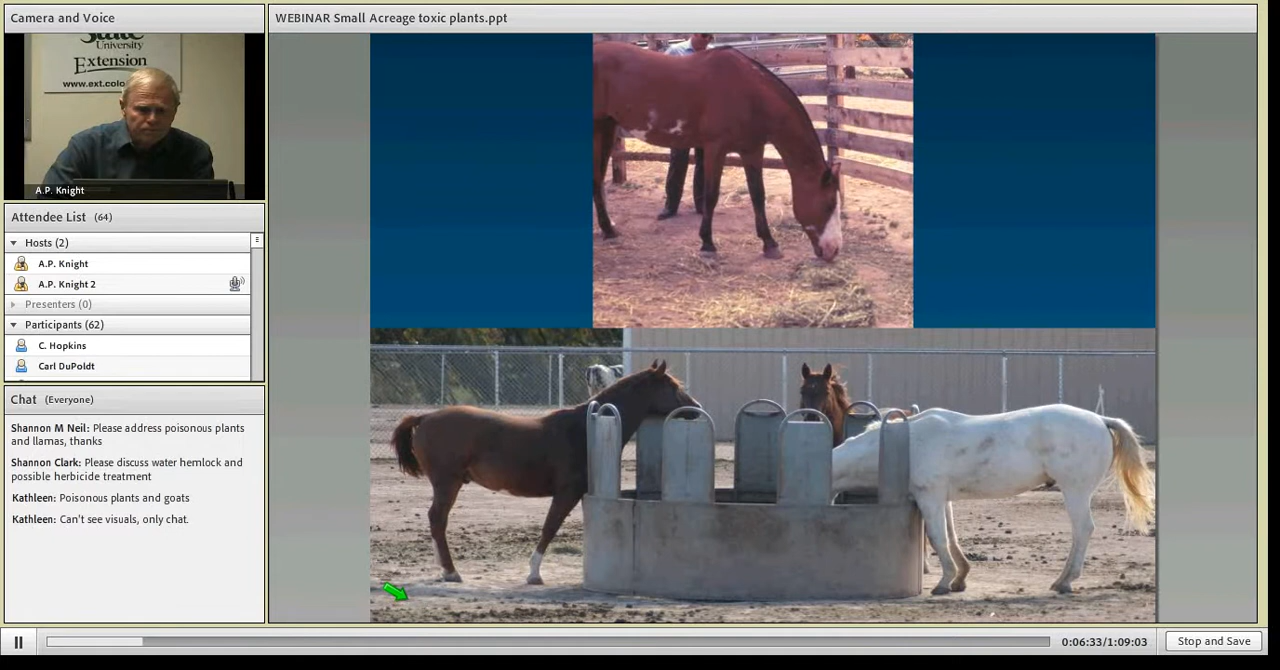 Camera and Voice
State
University
Extension
www.ext.colo
A.P. Knight
Attendee List (64)
Hosts (2)
A.P. Knight
A.P. Knight 2
Presenters (0)
Participants (62)
C. Hopkins
Carl DuPoldt
Chat (Everyone)
Shannon M Neil: Please address poisonous plants
and llamas, thanks
Shannon Clark: Please discuss water hemlock and
possible herbicide treatment
Kathleen: Poisonous plants and goats
Kathleen: Can't see visuals, only chat.
WEBINAR Small Acreage toxic plants.ppt
0:06:33/1:09:03
Stop and Save